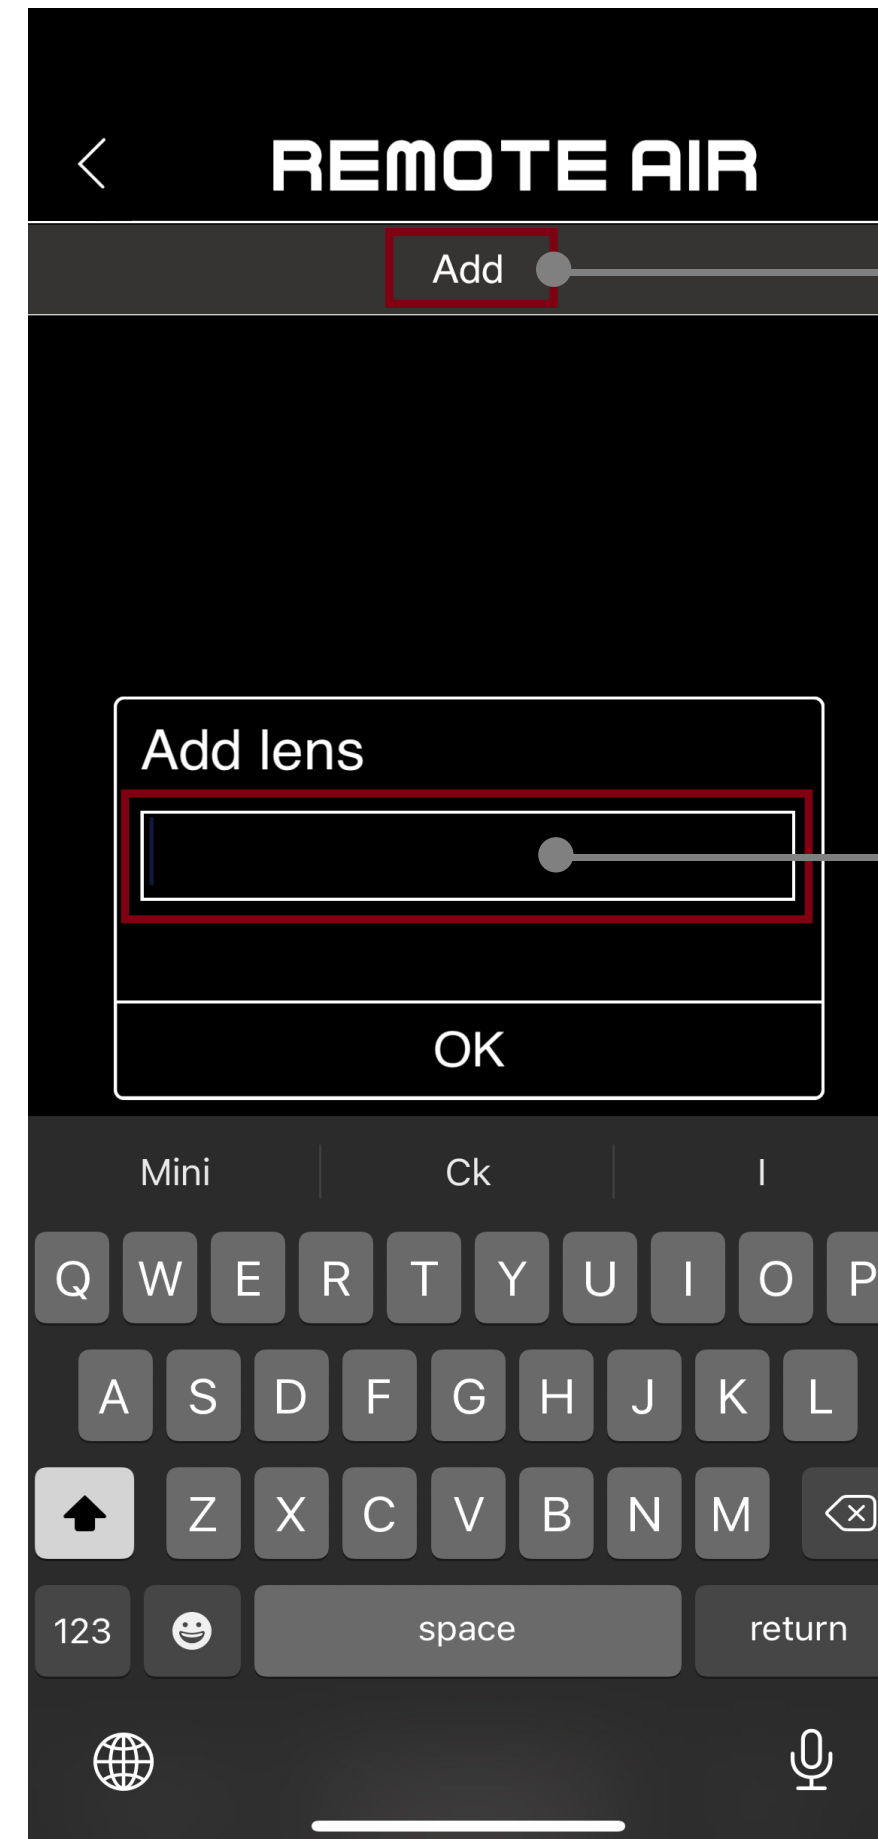 REMOTE AIR
Add
Add lens
OK
Mini Ck I
Q W E R T Y U I O P
A S D F G H J K L
Z X C V B N M
123 space return